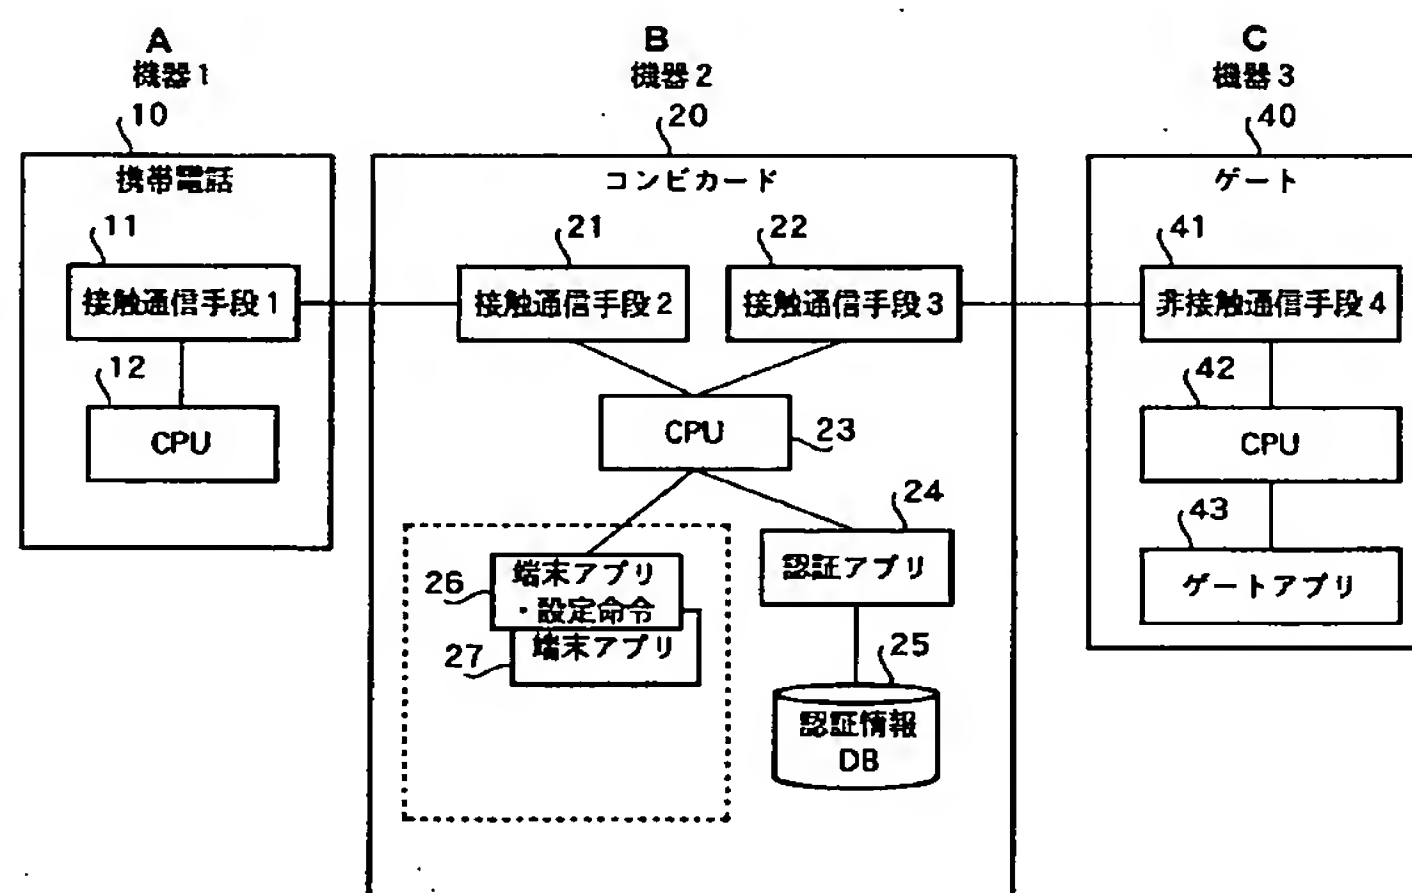 A
機器1
10
携帯電話
11
接触通信手段1
12
CPU
B
機器2
20
コンビカード
21
接触通信手段2
22
接触通信手段3
CPU
23
24
認証アプリ
25
認証情報
DB
26
端末アプリ
・設定命令
27
端末アプリ
C
機器3
40
ゲート
41
非接触通信手段4
42
CPU
43
ゲートアプリ